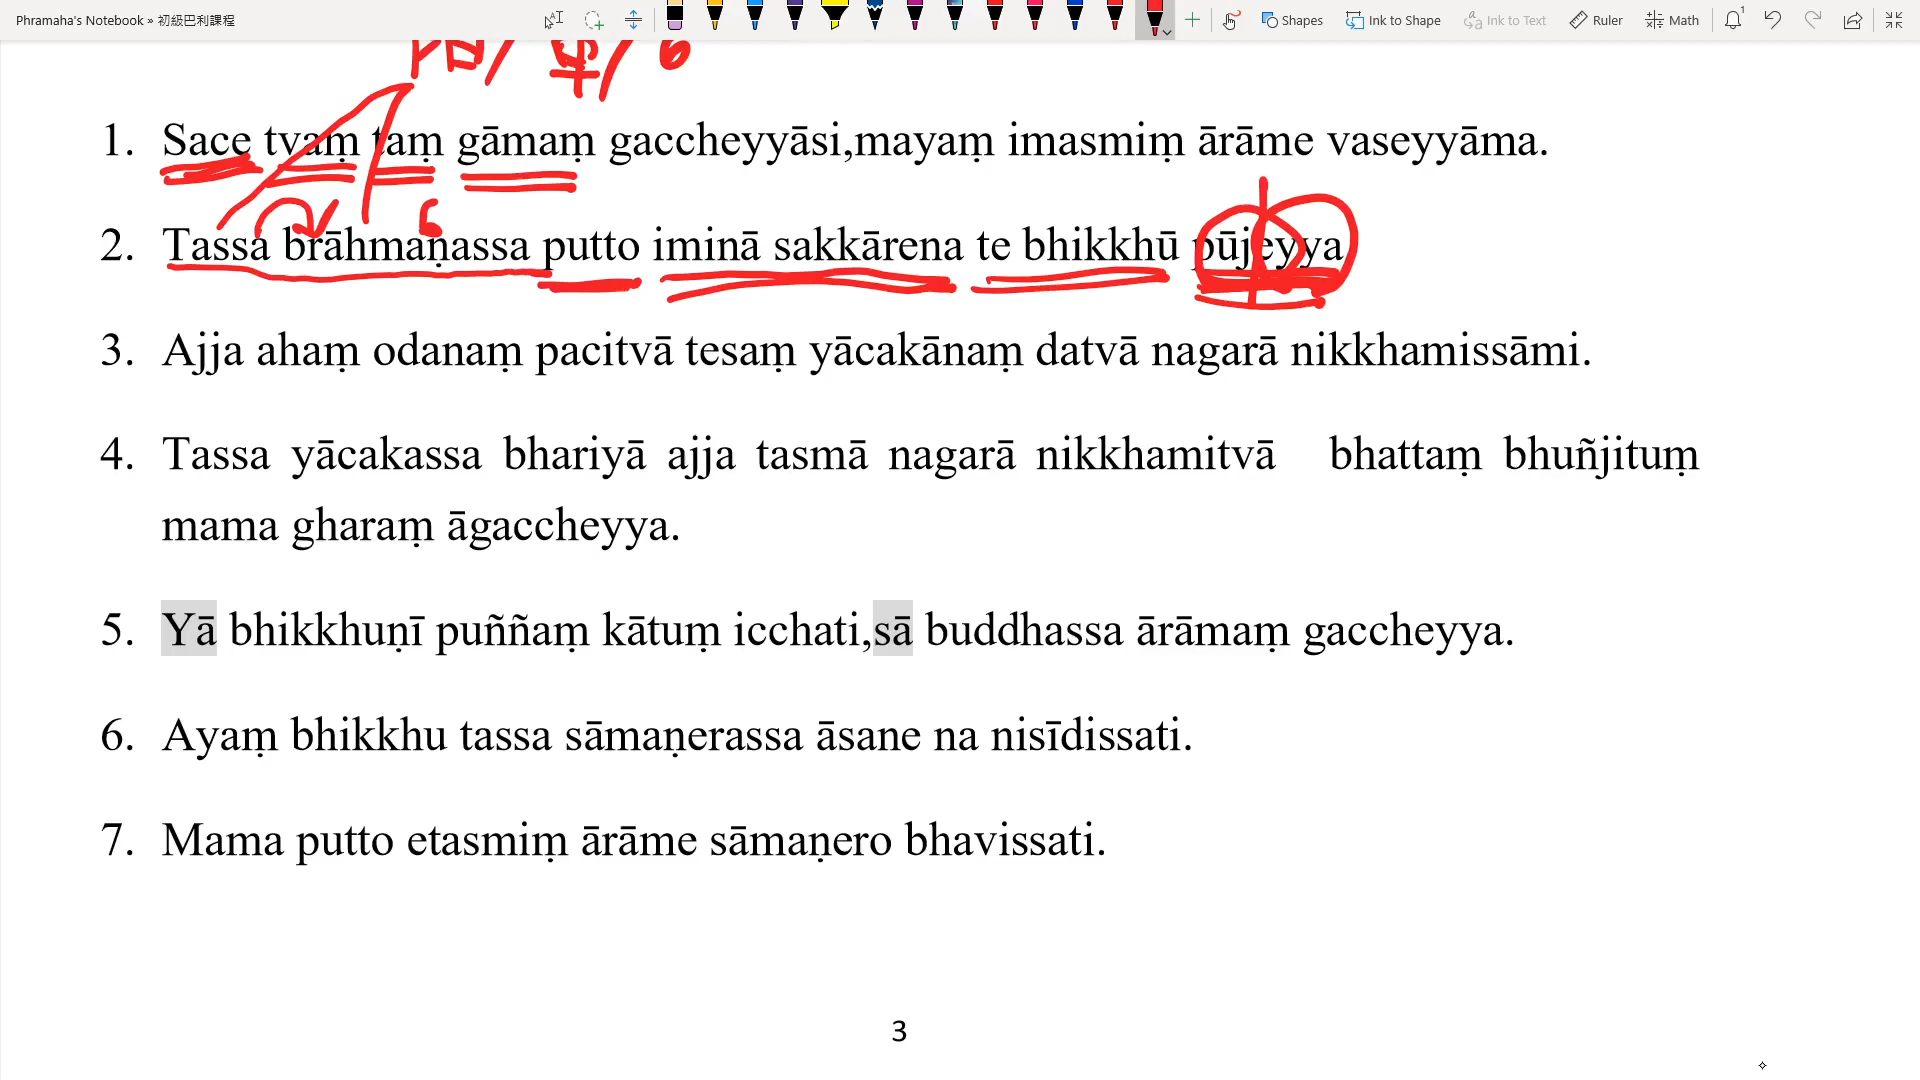 Phramaha's Notebook » 初級巴利課程
Shapes Ink to Shape Ink to Text Ruler Math 1
1. Sace tvaṃ taṃ gāmaṃ gaccheyyāsi,mayaṃ imasmiṃ ārāme vaseyyāma.
6
2. Tassa brāhmaṇassa putto iminā sakkārena te bhikkhū pūjeyya
3. Ajja ahaṃ odanaṃ pacitvā tesaṃ yācakānaṃ datvā nagarā nikkhamissāmi.
4. Tassa yācakassa bhariyā ajja tasmā nagarā nikkhamitvā bhattaṃ bhuñjituṃ
mama gharaṃ āgaccheyya.
5. Yā bhikkhuṇī puññaṃ kātuṃ icchati,sā buddhassa ārāmaṃ gaccheyya.
6. Ayaṃ bhikkhu tassa sāmaṇerassa āsane na nisīdissati.
7. Mama putto etasmiṃ ārāme sāmaṇero bhavissati.
3